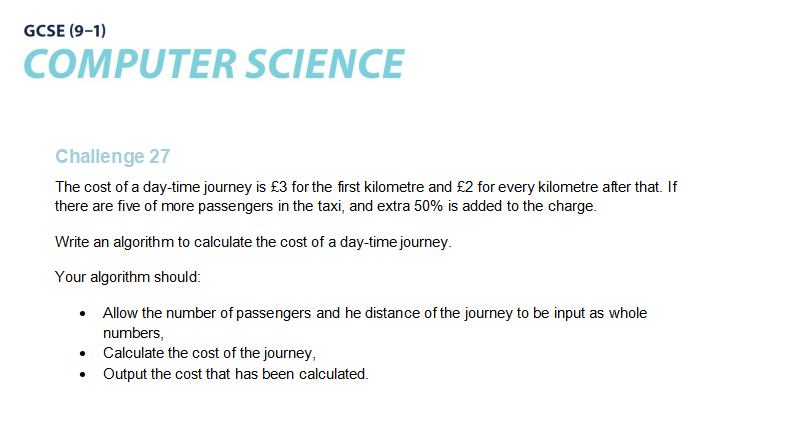 GCSE (9–1)
COMPUTER SCIENCE
Challenge 27
The cost of a day-time journey is £3 for the first kilometre and £2 for every kilometre after that. If
there are five of more passengers in the taxi, and extra 50% is added to the charge.
Write an algorithm to calculate the cost of a day-time journey.
Your algorithm should:
• Allow the number of passengers and he distance of the journey to be input as whole
numbers,
• Calculate the cost of the journey,
• Output the cost that has been calculated.